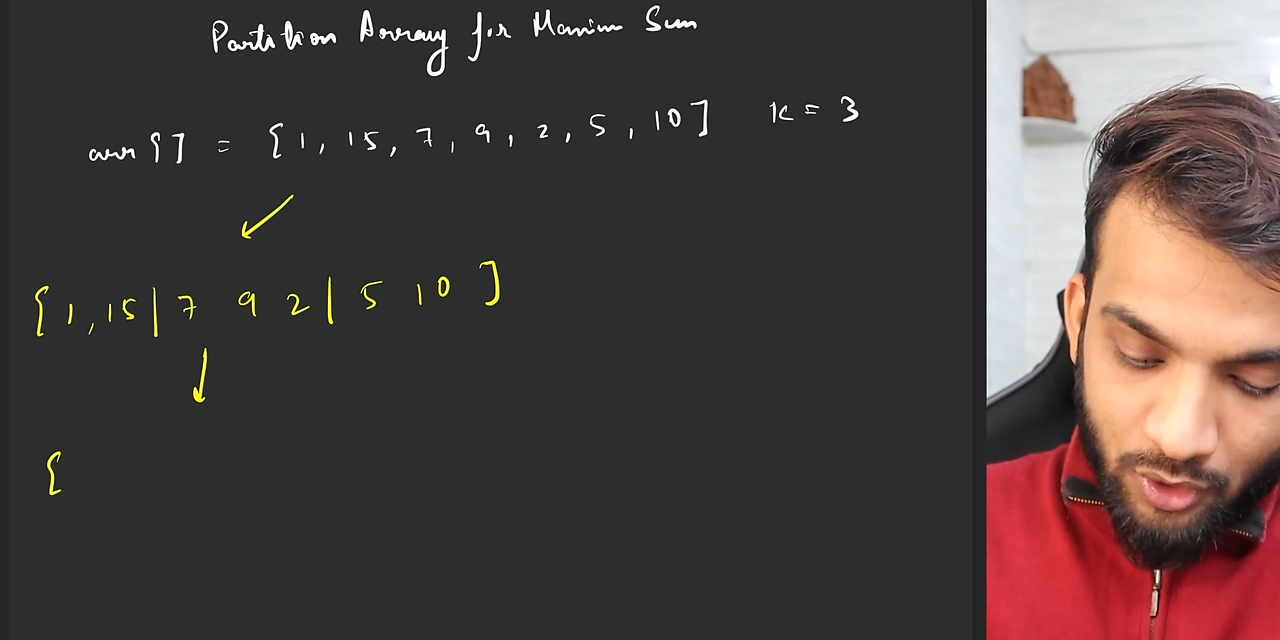 Partition Array for Maximum Sum
arr[] = {1, 15, 7, 9, 2, 5, 10] k = 3
{1, 15 | 7 9 2 | 5 10]
{